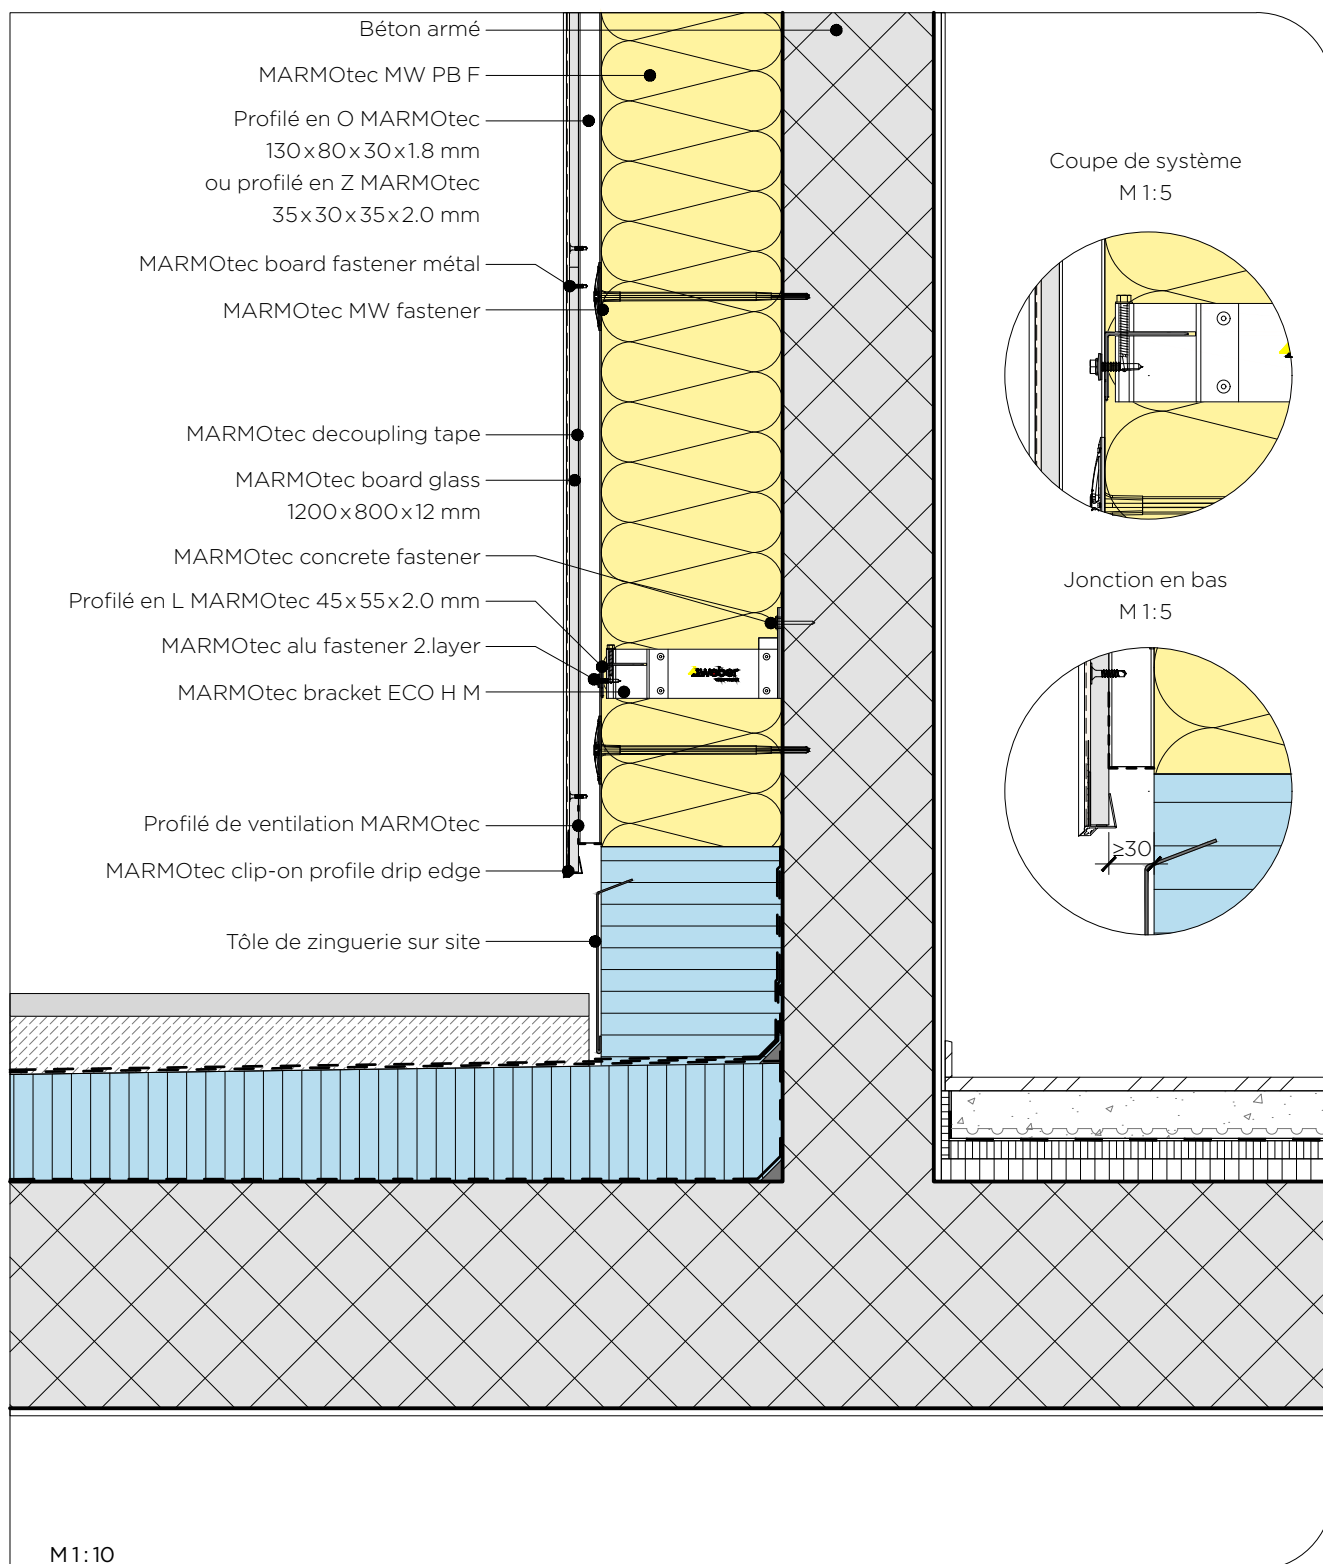 Béton armé
MARMOtec MW PB F
Profilé en O MARMOtec
130x80x30x1.8 mm
ou profilé en Z MARMOtec
35x30x35x2.0 mm
MARMOtec board fastener métal
MARMOtec MW fastener
MARMOtec decoupling tape
MARMOtec board glass
1200x800x12 mm
MARMOtec concrete fastener
Profilé en L MARMOtec 45x55x2.0 mm
MARMOtec alu fastener 2.layer
MARMOtec bracket ECO H M
weber
Profilé de ventilation MARMOtec
MARMOtec clip-on profile drip edge
Tôle de zinguerie sur site
Coupe de système
M 1:5
Jonction en bas
M 1:5
≥30
M 1:10